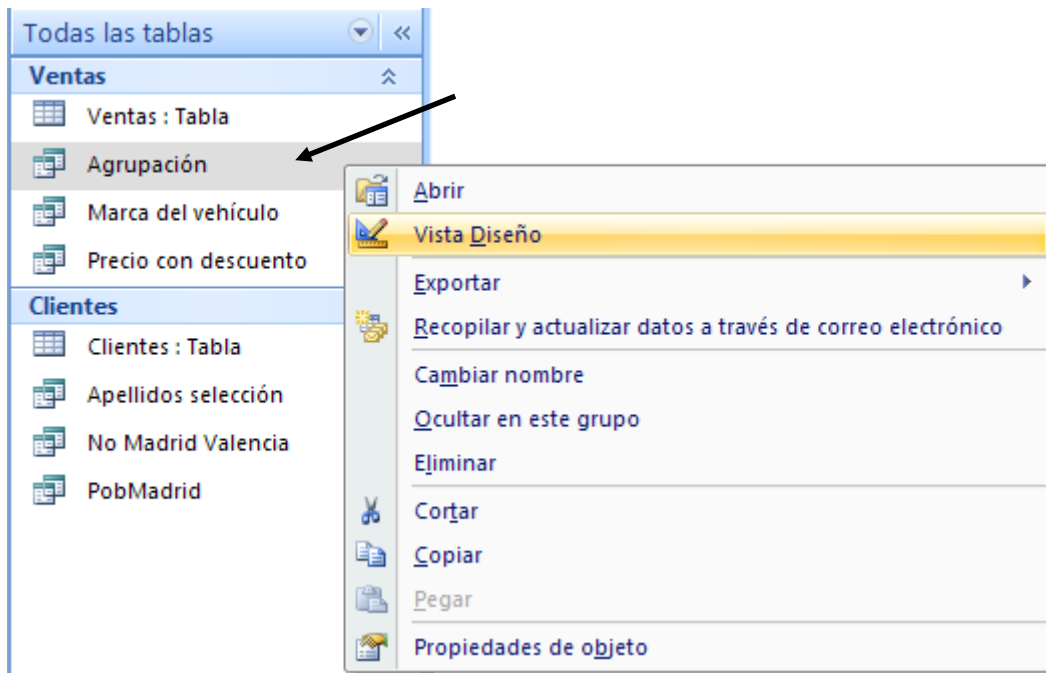 Todas las tablas
Ventas
Ventas : Tabla
Agrupación
Marca del vehículo
Precio con descuento
Clientes
Clientes : Tabla
Apellidos selección
No Madrid Valencia
PobMadrid
Abrir
Vista Diseño
Exportar
Recopilar y actualizar datos a través de correo electrónico
Cambiar nombre
Ocultar en este grupo
Eliminar
Cortar
Copiar
Pegar
Propiedades de objeto